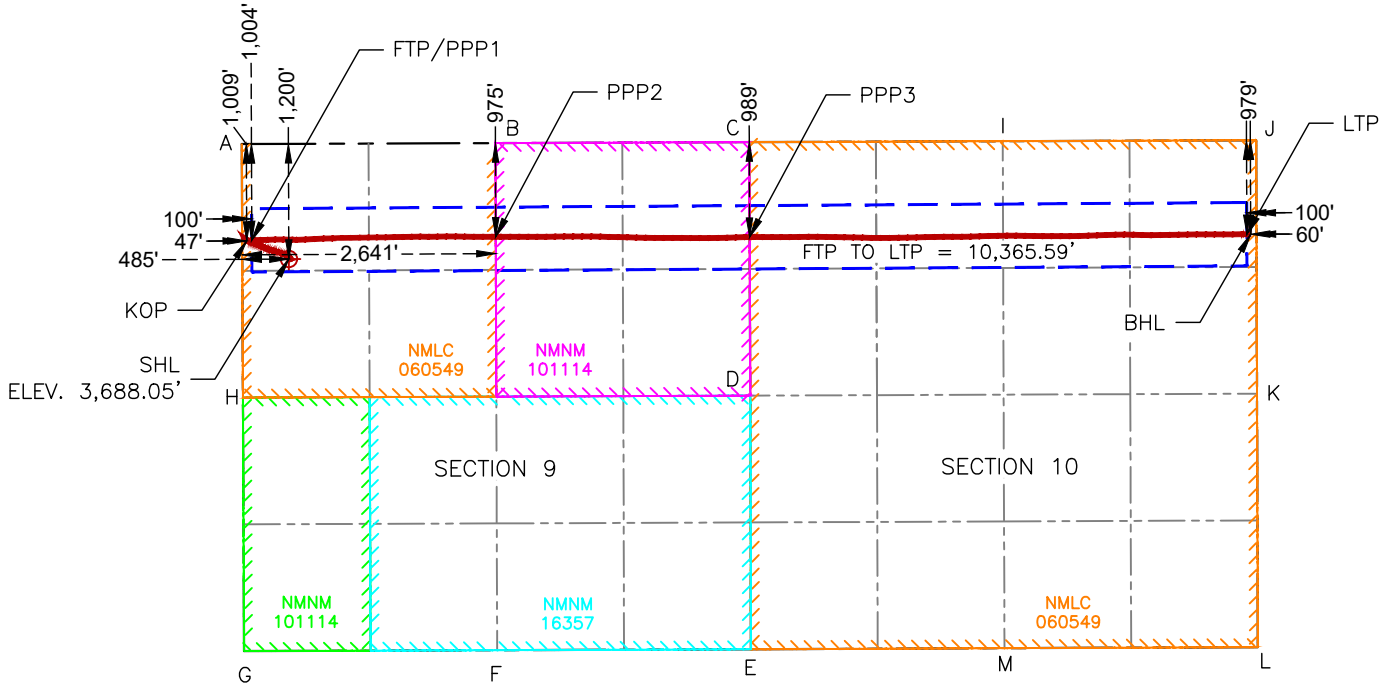 1,009'
1,004'
1,200'
FTP/PPP1
975'
PPP2
989'
PPP3
979'
LTP
A
B
C
J
100'
47'
485'
2,641'
FTP TO LTP = 10,365.59'
100'
60'
KOP
BHL
SHL
ELEV. 3,688.05'
NMLC
060549
NMNM
101114
H
D
K
SECTION 9
SECTION 10
NMNM
101114
NMNM
16357
NMLC
060549
G
F
E
M
L
I